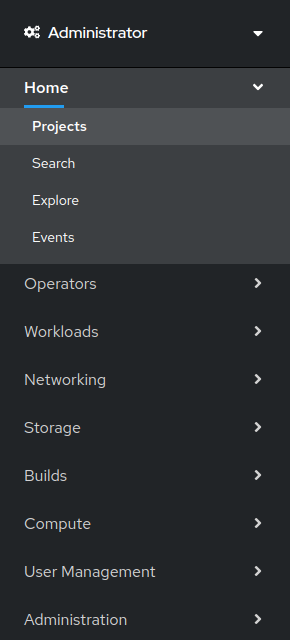 Administrator
Home
Projects
Search
Explore
Events
Operators
Workloads
Networking
Storage
Builds
Compute
User Management
Administration